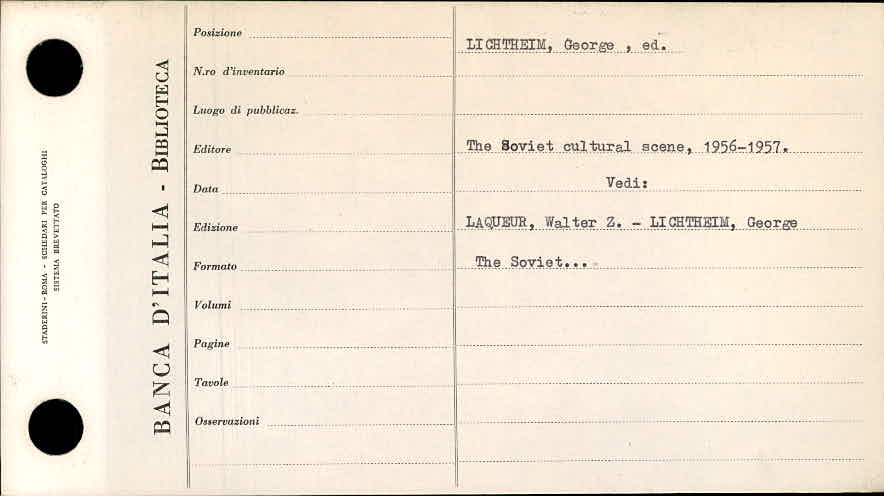 STADERINI-ROMA - SCHEDARI PER CATALOGHI
SISTEMA BREVETTATO
BANCA D'ITALIA - BIBLIOTECA
Posizione
N.ro d'inventario
Luogo di pubblicaz.
Editore
Data
Edizione
Formato
Volumi
Pagine
Tavole
Osservazioni
LICHTHEIM, George , ed.
The Soviet cultural scene, 1956-1957.
Vedi:
LAQUEUR, Walter Z. - LICHTHEIM, George
The Soviet...